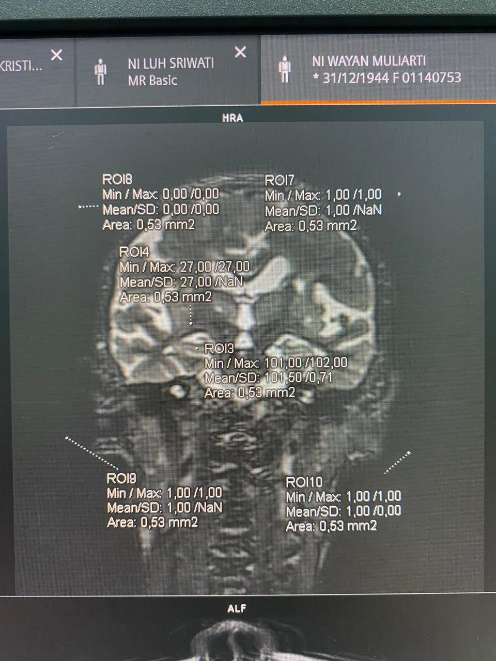 KRISTI...
NI LUH SRIWATI
MR Basic
NI WAYAN MULIARTI
* 31/12/1944 F 01140753
HRA
ROI8
Min / Max: 0,00 /0,00
Mean/SD: 0,00 /0,00
Area: 0,53 mm2
ROI7
Min / Max: 1,00 /1,00
Mean/SD: 1,00 /NaN
Area: 0,53 mm2
ROI4
Min / Max: 27,00 /27,00
Mean/SD: 27,00 /NaN
Area: 0,53 mm2
ROI3
Min / Max: 101,00 /102,00
Mean/SD: 101,50 /0,71
Area: 0,53 mm2
ROI9
Min / Max: 1,00 /1,00
Mean/SD: 1,00 /NaN
Area: 0,53 mm2
ROI10
Min / Max: 1,00 /1,00
Mean/SD: 1,00 /0,00
Area: 0,53 mm2
ALF